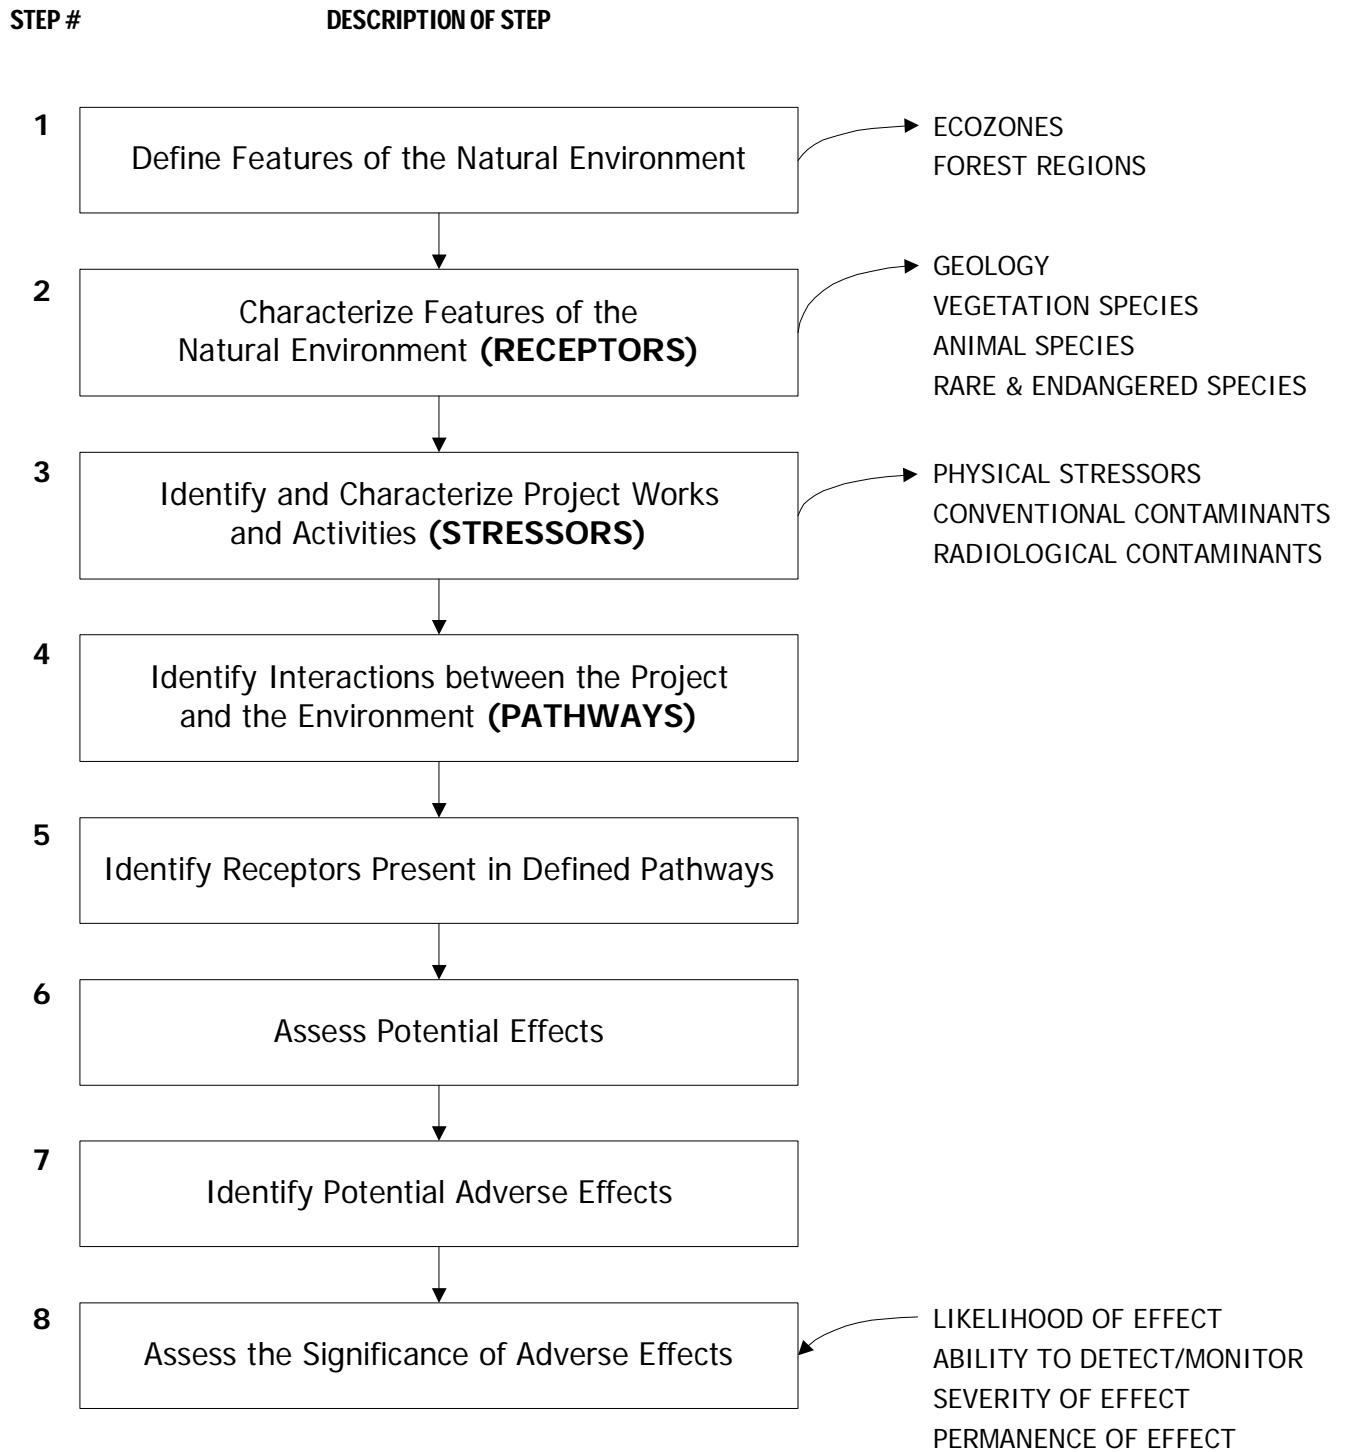 STEP # DESCRIPTION OF STEP
1
Define Features of the Natural Environment
ECOZONES
FOREST REGIONS
2
Characterize Features of the
Natural Environment (RECEPTORS)
GEOLOGY
VEGETATION SPECIES
ANIMAL SPECIES
RARE & ENDANGERED SPECIES
3
Identify and Characterize Project Works
and Activities (STRESSORS)
PHYSICAL STRESSORS
CONVENTIONAL CONTAMINANTS
RADIOLOGICAL CONTAMINANTS
4
Identify Interactions between the Project
and the Environment (PATHWAYS)
5
Identify Receptors Present in Defined Pathways
6
Assess Potential Effects
7
Identify Potential Adverse Effects
8
Assess the Significance of Adverse Effects
LIKELIHOOD OF EFFECT
ABILITY TO DETECT/MONITOR
SEVERITY OF EFFECT
PERMANENCE OF EFFECT